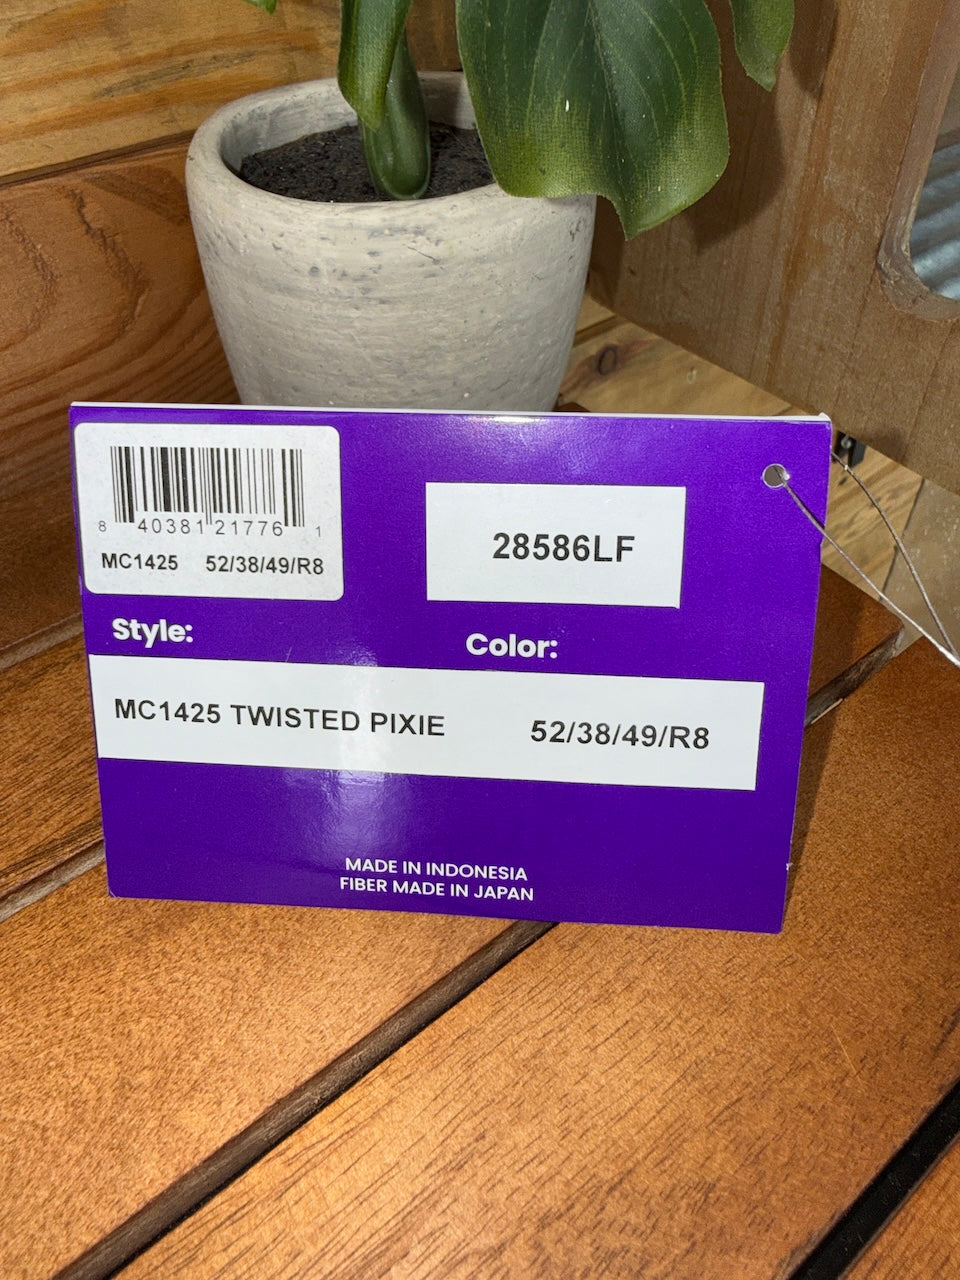 8 40381 21776 1
MC1425 52/38/49/R8
28586LF
Style:
Color:
MC1425 TWISTED PIXIE 52/38/49/R8
MADE IN INDONESIA
FIBER MADE IN JAPAN